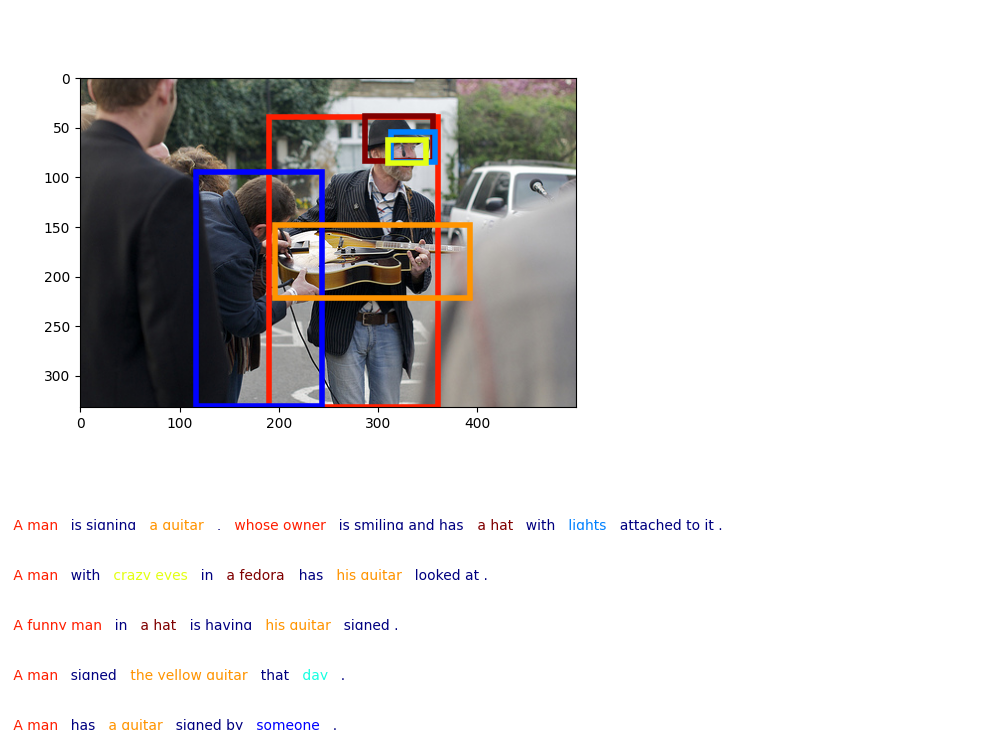 0
50
100
150
200
250
300
0 100 200 300 400
A man is signing a guitar . whose owner is smiling and has a hat with lights attached to it .
A man with crazy eyes in a fedora has his guitar looked at .
A funny man in a hat is having his guitar signed .
A man signed the yellow guitar that day .
A man has a guitar signed by someone .